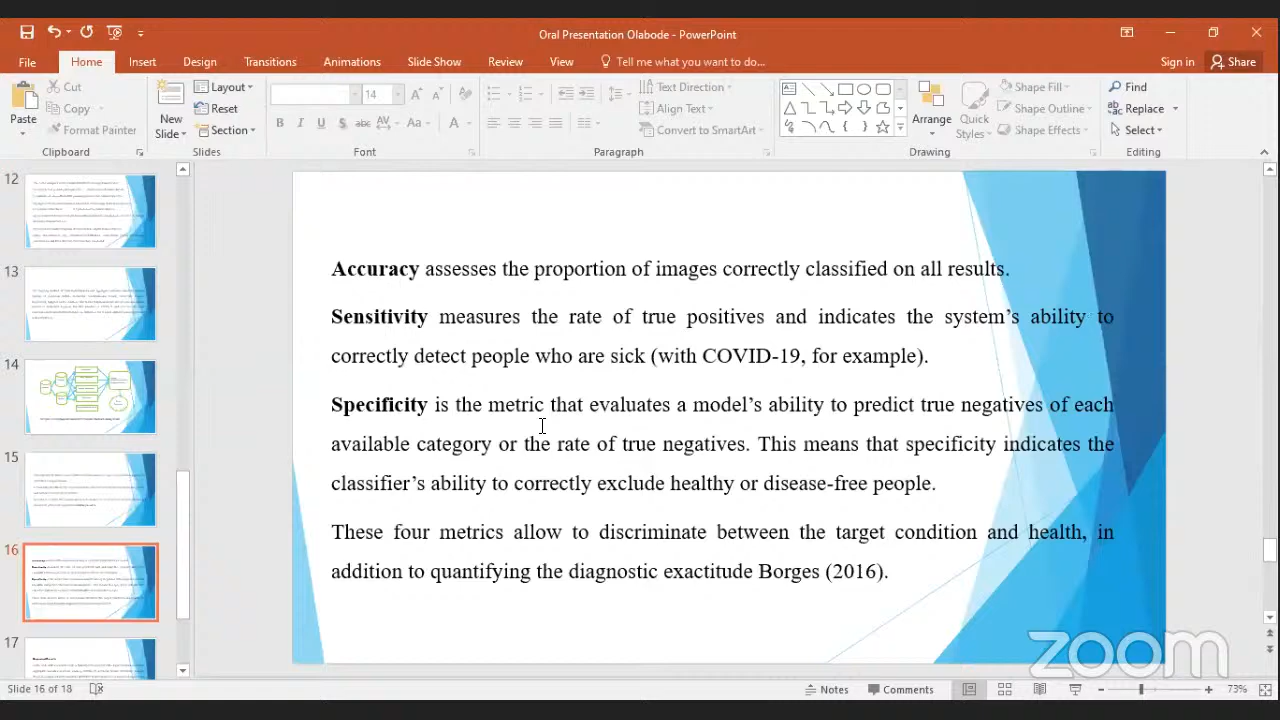 Oral Presentation Olabode - PowerPoint
File Home Insert Design Transitions Animations Slide Show Review View Tell me what you want to do... Sign in Share
Paste Cut Copy Format Painter
New Slide Layout Reset Section
14
Text Direction Align Text Convert to SmartArt
Arrange Quick Styles Shape Fill Shape Outline Shape Effects
Find Replace Select
Clipboard Slides Font Paragraph Drawing Editing
12
13
14
15
16
17
Accuracy assesses the proportion of images correctly classified on all results.
Sensitivity measures the rate of true positives and indicates the system's ability to
correctly detect people who are sick (with COVID-19, for example).
Specificity is the metric that evaluates a model's ability to predict true negatives of each
available category or the rate of true negatives. This means that specificity indicates the
classifier's ability to correctly exclude healthy or disese-free people.
These four metrics allow to discriminate between the target condition and health, in
addition to quantifying the diagnostic exactitude Borges (2016).
zoom
Slide 16 of 18 Notes Comments 73%